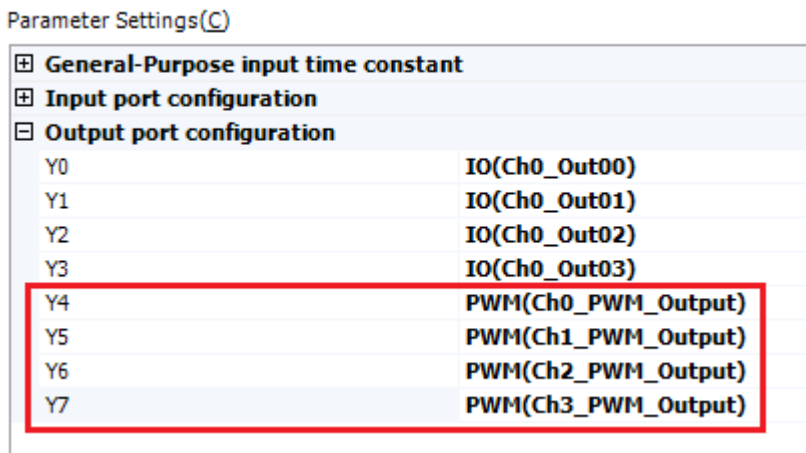 Parameter Settings(C)
General-Purpose input time constant
Input port configuration
Output port configuration
Y0 IO(Ch0_Out00)
Y1 IO(Ch0_Out01)
Y2 IO(Ch0_Out02)
Y3 IO(Ch0_Out03)
Y4 PWM(Ch0_PWM_Output)
Y5 PWM(Ch1_PWM_Output)
Y6 PWM(Ch2_PWM_Output)
Y7 PWM(Ch3_PWM_Output)